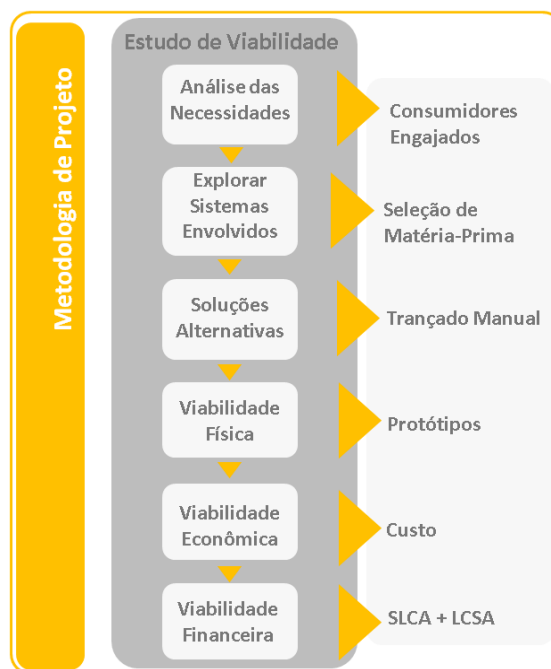 Metodologia de Projeto
Estudo de Viabilidade
Análise das
Necessidades
Consumidores
Engajados
Explorar
Sistemas
Envolvidos
Seleção de
Matéria-Prima
Soluções
Alternativas
Trançado Manual
Viabilidade
Física
Protótipos
Viabilidade
Econômica
Custo
Viabilidade
Financeira
SLCA + LCSA